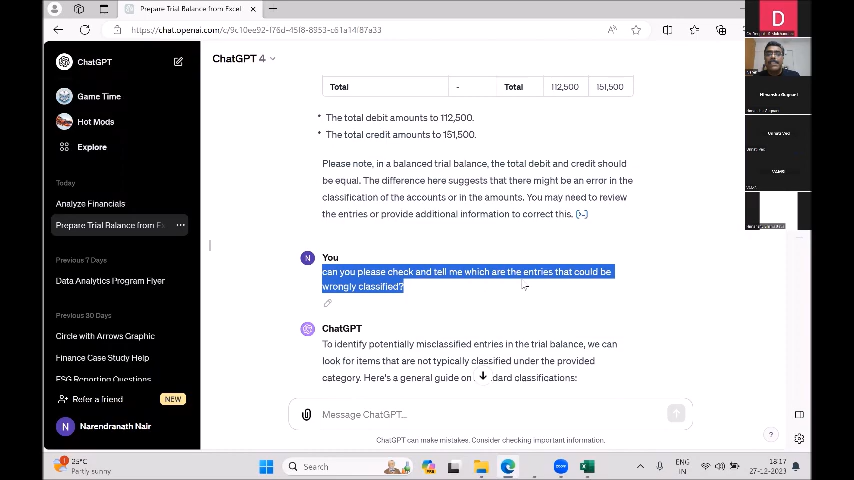 Prepare Trial Balance from Excel
https://chat.openai.com/c/9c10ee92-f76d-45f8-8953-c61a14f87a33
ChatGPT
Game Time
Hot Mods
Explore
Today
Analyze Financials
Prepare Trial Balance from Ex
Previous 7 Days
Data Analytics Program Flyer
Previous 30 Days
Circle with Arrows Graphic
Finance Case Study Help
ESG Reporting Questions
Refer a friend
NEW
Narendranath Nair
ChatGPT 4
Total - Total 112,500 151,500
* The total debit amounts to 112,500.
* The total credit amounts to 151,500.
Please note, in a balanced trial balance, the total debit and credit should
be equal. The difference here suggests that there might be an error in the
classification of the accounts or in the amounts. You may need to review
the entries or provide additional information to correct this. [>-]
N
You
can you please check and tell me which are the entries that could be
wrongly classified?
ChatGPT
To identify potentially misclassified entries in the trial balance, we can
look for items that are not typically classified under the provided
category. Here's a general guide on dard classifications:
Message ChatGPT...
ChatGPT can make mistakes. Consider checking important information.
?
D
25°C
Partly sunny
Search
ENG
IN
18:17
27-12-2023